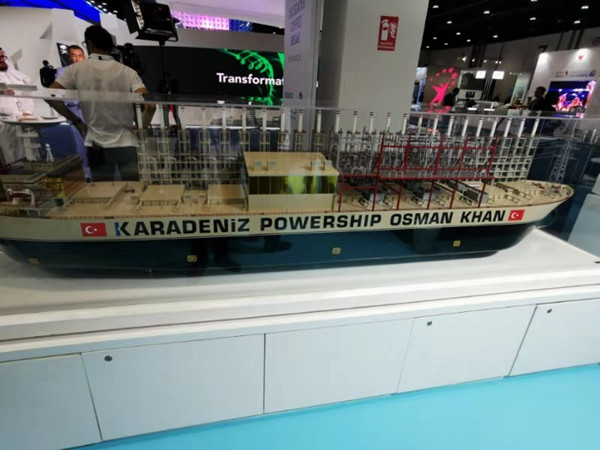 Transformat
KARADENiZ POWERSHIP OSMAN KHAN